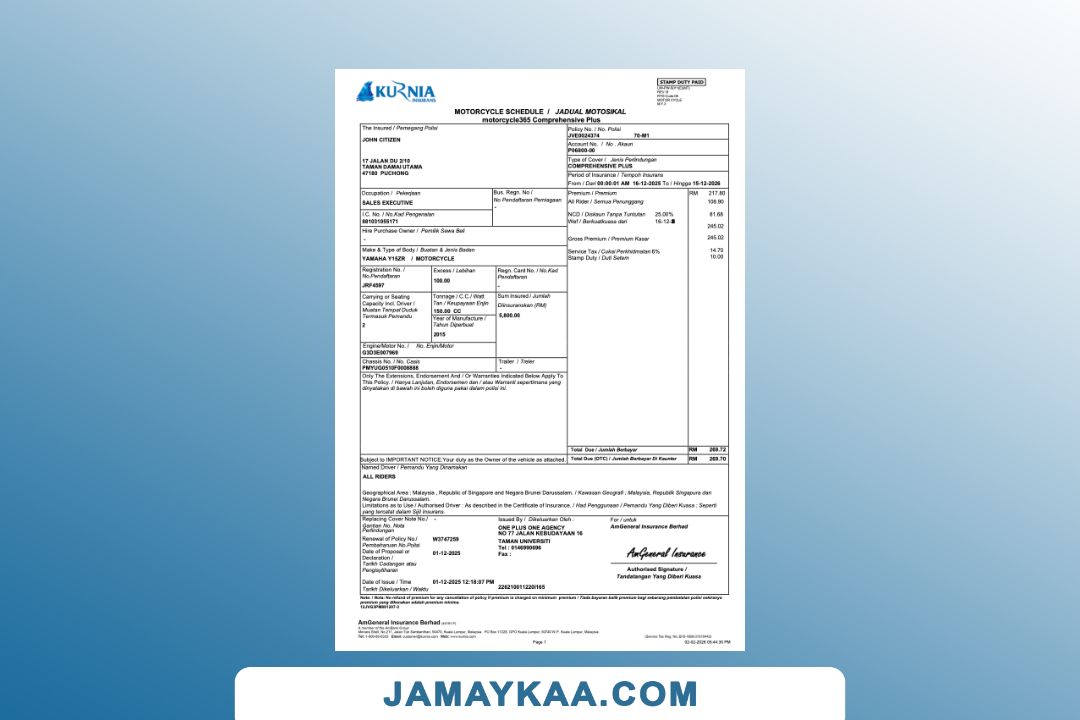 KURNIA
INSURANS
STAMP DUTY PAID
MOTOR CYCLE
MOTORCYCLE SCHEDULE / JADUAL MOTOSIKAL
motorcycle365 Comprehensive Plus
The Insured / Pemegang Polisi
JOHN CITIZEN
17 JALAN DU 2/10
TAMAN DAMAI UTAMA
47180 PUCHONG
Policy No. / No. Polisi
JVE0024374 70-M1
Account No. / No . Akaun
P06800-00
Type of Cover / Jenis Perlindungan
COMPREHENSIVE PLUS
Period of Insurance / Tempoh Insurans
From / Dari 00:00:01 AM 16-12-2025 To / Hingga 15-12-2026
Occupation / Pekerjaan
SALES EXECUTIVE
Bus. Regn. No /
No Pendaftaran Perniagaan
-
I.C. No. / No.Kad Pengenalan
881031055171
Hire Purchase Owner / Pemilik Sewa Beli
-
Make & Type of Body / Buatan & Jenis Badan
YAMAHA Y15ZR / MOTORCYCLE
Premium / Premium RM 217.80
All Rider / Semua Penunggang 108.90
NCD / Diskaun Tanpa Tuntutan 25.00% 81.68
Wef / Berkuatkuasa dari 16-12-
245.02
Gross Premium / Premium Kasar 245.02
Service Tax / Cukai Perkhidmatan 6% 14.70
Stamp Duty / Duti Setem 10.00
Registration No. /
No.Pendaftaran
JRF4597
Excess / Lebihan
100.00
Regn. Card No. / No.Kad
Pendaftaran
-
Carrying or Seating
Capacity Incl. Driver /
Muatan Tempat Duduk
Termasuk Pemandu
2
Tonnage / C.C./ Watt
Tan / Keupayaan Enjin
150.00 CC
Year of Manufacture /
Tahun Diperbuat
2015
Sum Insured / Jumlah
Diinsuranskan (RM)
5,800.00
Engine/Motor No. / No. Enjin/Motor
G3D3E007969
Chassis No. / No. Casis
PMYUG0510F0008888
Trailer / Treler
-
Only The Extensions, Endorsement And / Or Warranties Indicated Below Apply To
This Policy. / Hanya Lanjutan, Endorsemen dan / atau Warranti sepertimana yang
dinyatakan di bawah ini boleh diguna pakai dalam polisi ini.
Total Due / Jumlah Berbayar RM 269.72
Subject to IMPORTANT NOTICE:Your duty as the Owner of the vehicle as attached.
Total Due (OTC) / Jumlah Berbayar Di Kaunter RM 269.70
Named Driver / Pemandu Yang Dinamakan
ALL RIDERS
Geographical Area : Malaysia , Republic of Singapore and Negara Brunei Darussalam. / Kawasan Geografi : Malaysia, Republik Singapura dan
Negara Brunei Darussalam.
Limitations as to Use / Authorised Driver : As described in the Certificate of Insurance. / Had Penggunaan / Pemandu Yang Diberi Kuasa : Seperti
yang tercatat dalam Sijil Insurans.
Replacing Cover Note No./ -
Gantian No. Nota
Perlindungan
Renewal of Policy No./ W3747259
Pembaharuan No.Polisi
Date of Proposal or 01-12-2025
Declaration /
Tarikh Cadangan atau
Pengisytiharan
Date of Issue / Time 01-12-2025 12:18:07 PM
Tarikh Dikeluarkan / Waktu
Issued By / Dikeluarkan Oleh :
ONE PLUS ONE AGENCY
NO 77 JALAN KEBUDAYAAN 16
TAMAN UNIVERSITI
Tel : 0146990696
Fax :
226210011220/165
For / untuk
AmGeneral Insurance Berhad
AmGeneral Insurance
Authorised Signature /
Tandatangan Yang Diberi Kuasa
Note: / Nota: No refund of premium for any cancellation of policy if premium is charged on minimum premium / Tiada bayaran balik premium bagi sebarang pembatalan polisi sekiranya
premium yang dikenakan adalah premium minima.
AmGeneral Insurance Berhad
A member of the AmBank Group
Page 1
02-02-2026 05:44:35 PM
JAMAYKAA.COM